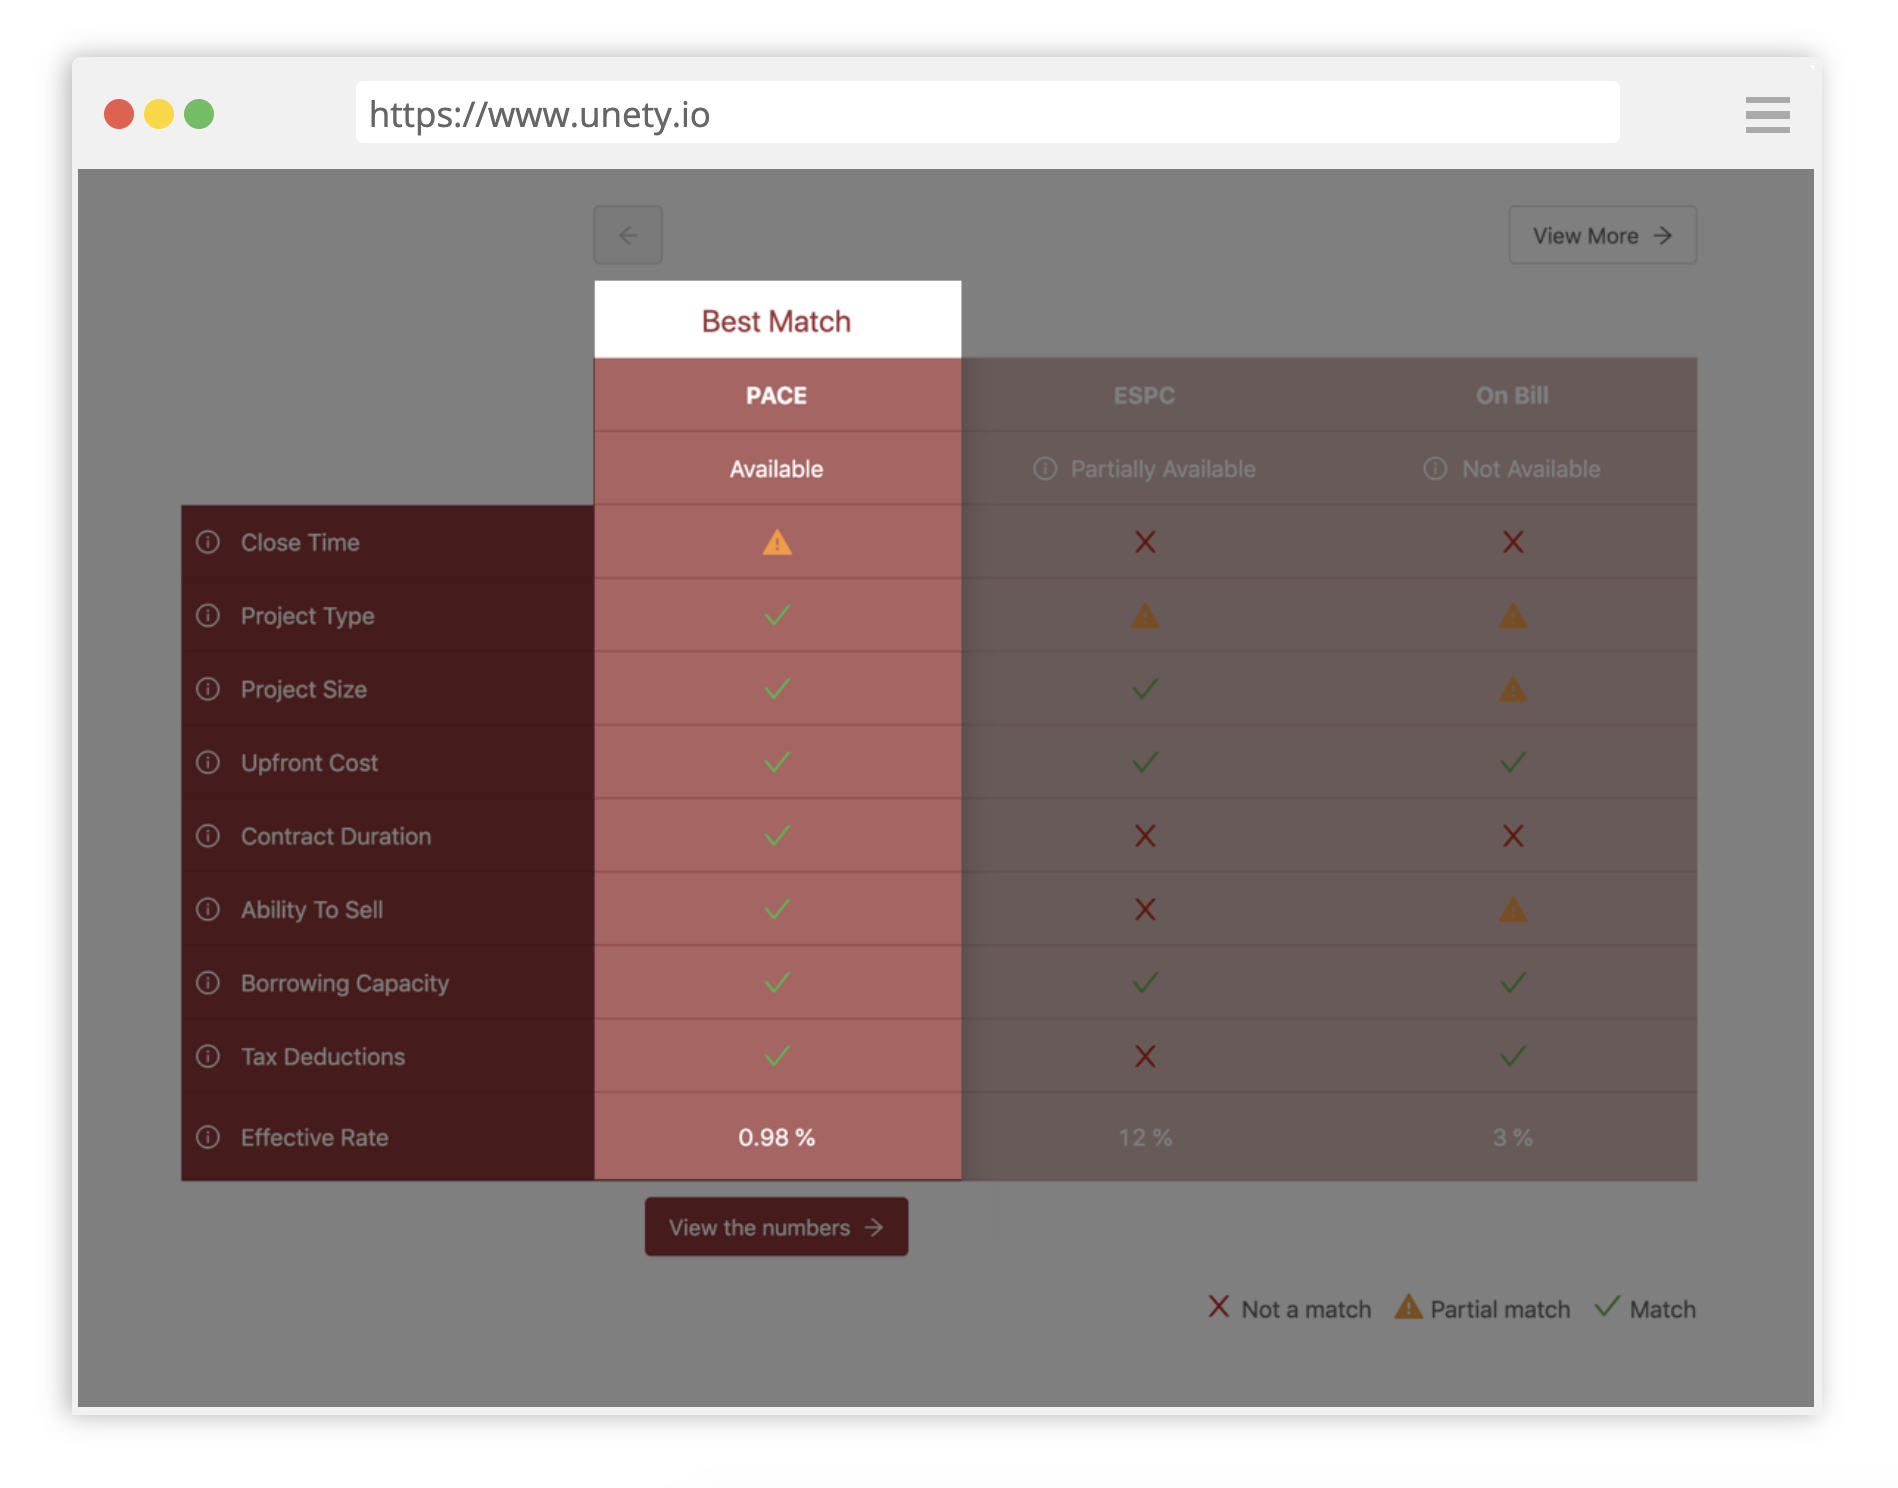 https://www.unety.io
View More
Best Match
PACE ESPC On Bill
Available Partially Available Not Available
Close Time
Project Type
Project Size
Upfront Cost
Contract Duration
Ability To Sell
Borrowing Capacity
Tax Deductions
Effective Rate 0.98 % 12 % 3 %
View the numbers
Not a match Partial match Match